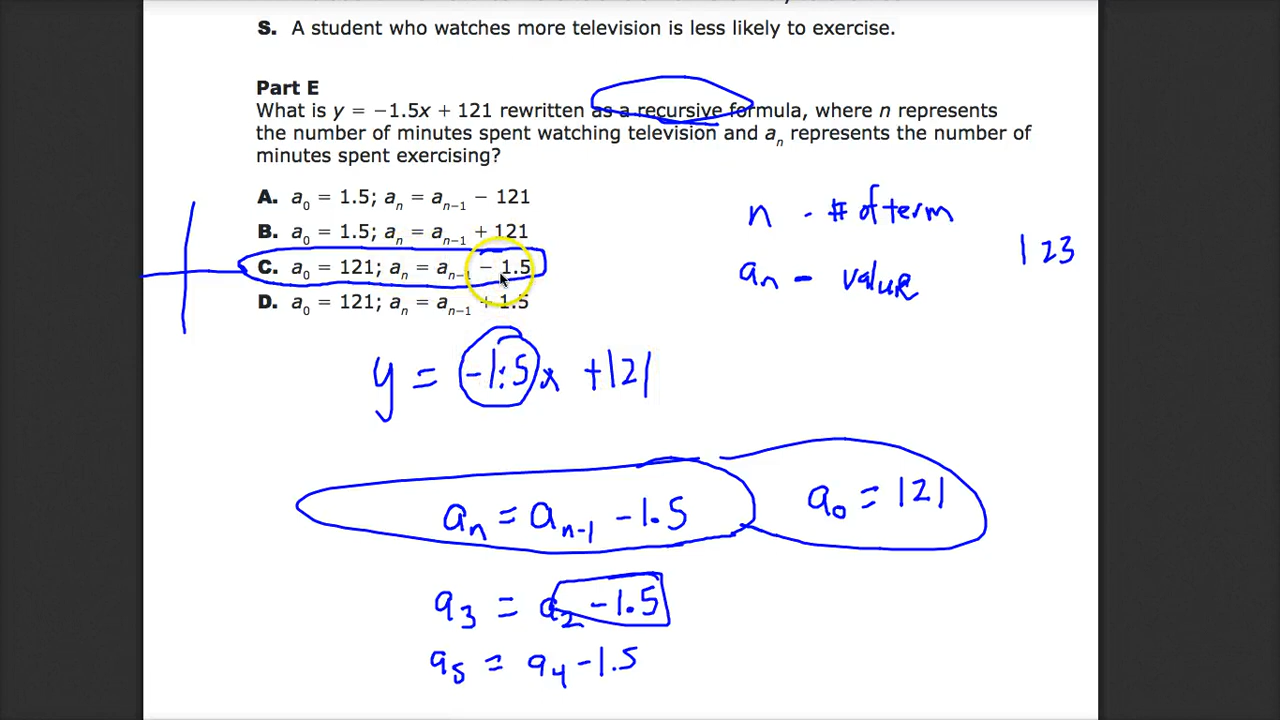 S. A student who watches more television is less likely to exercise.
Part E
What is y = −1.5x + 121 rewritten as a recursive formula, where n represents
the number of minutes spent watching television and aₙ represents the number of
minutes spent exercising?
A. a₀ = 1.5; aₙ = aₙ₋₁ − 121
B. a₀ = 1.5; aₙ = aₙ₋₁ + 121
C. a₀ = 121; aₙ = aₙ₋₁ − 1.5
D. a₀ = 121; aₙ = aₙ₋₁ + 1.5
n - # of term
1 2 3
aₙ - value
y = -1.5x + 121
aₙ = aₙ₋₁ - 1.5
a₀ = 121
a₃ = a₂ - 1.5
a₅ = a₄ - 1.5